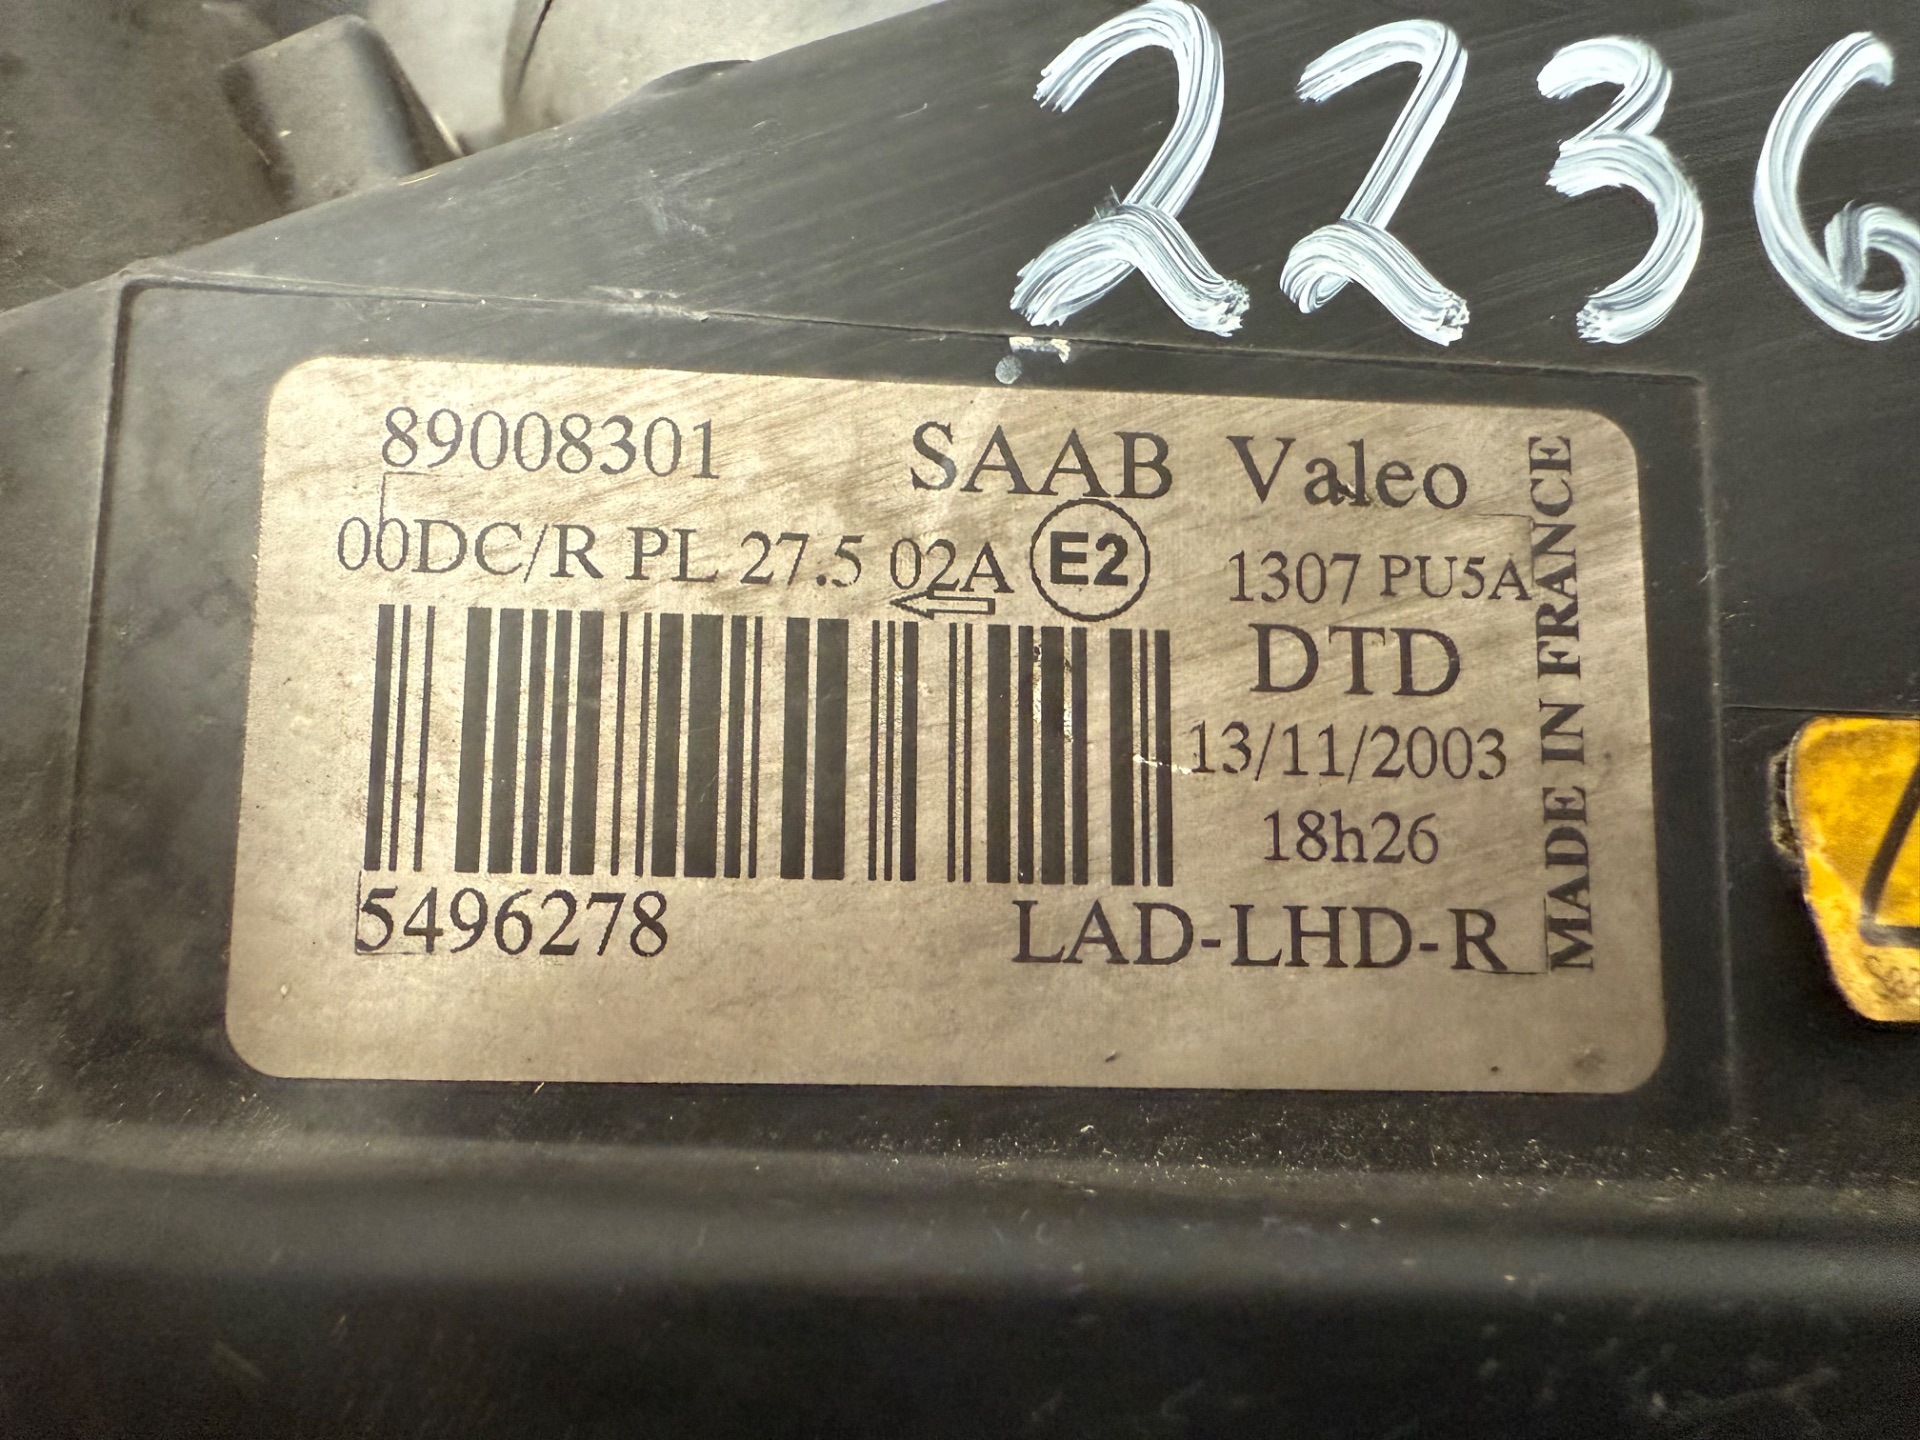 2236
89008301 SAAB Valeo
00DC/R PL 27.5 02A E2 1307 PU5A
DTD
13/11/2003
18h26
5496278 LAD-LHD-R
MADE IN FRANCE